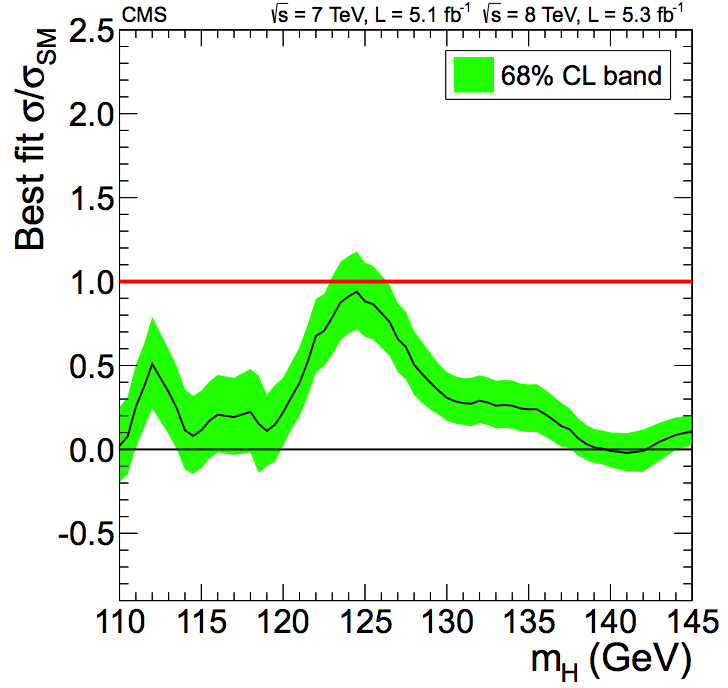 CMS √s = 7 TeV, L = 5.1 fb⁻¹ √s = 8 TeV, L = 5.3 fb⁻¹
Best fit σ/σSM
68% CL band
2.5
2.0
1.5
1.0
0.5
0.0
-0.5
110 115 120 125 130 135 140 145
mH (GeV)